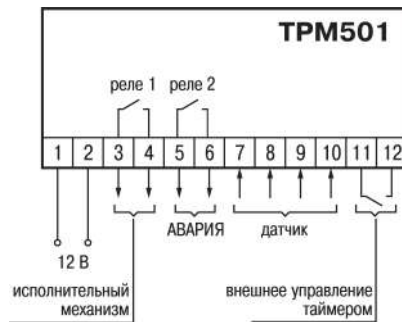 ТРМ501
реле 1 реле 2
1 2 3 4 5 6 7 8 9 10 11 12
АВАРИЯ датчик
12 В
исполнительный
механизм
внешнее управление
таймером